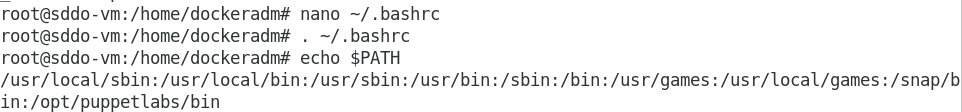 root@sddo-vm:/home/dockeradm# nano ~/.bashrc
root@sddo-vm:/home/dockeradm# . ~/.bashrc
root@sddo-vm:/home/dockeradm# echo $PATH
/usr/local/sbin:/usr/local/bin:/usr/sbin:/usr/bin:/sbin:/bin:/usr/games:/usr/local/games:/snap/b
in:/opt/puppetlabs/bin